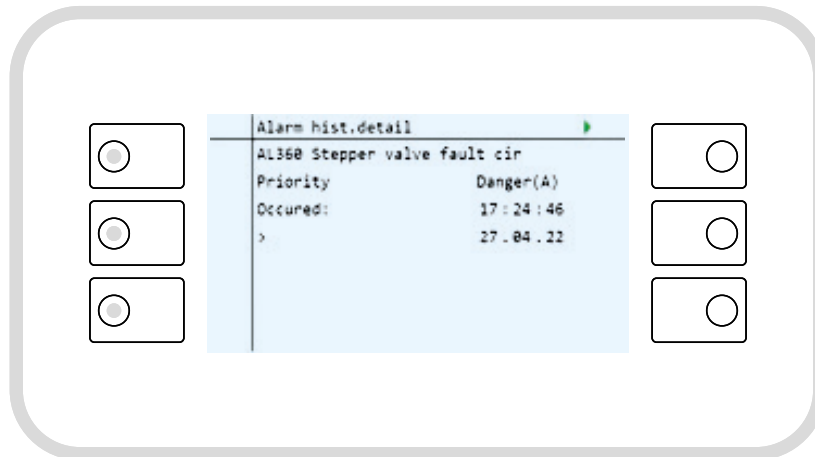 Alarm hist.detail
AL360 Stepper valve fault cir
Priority Danger(A)
Occured: 17:24:46
> 27.04.22